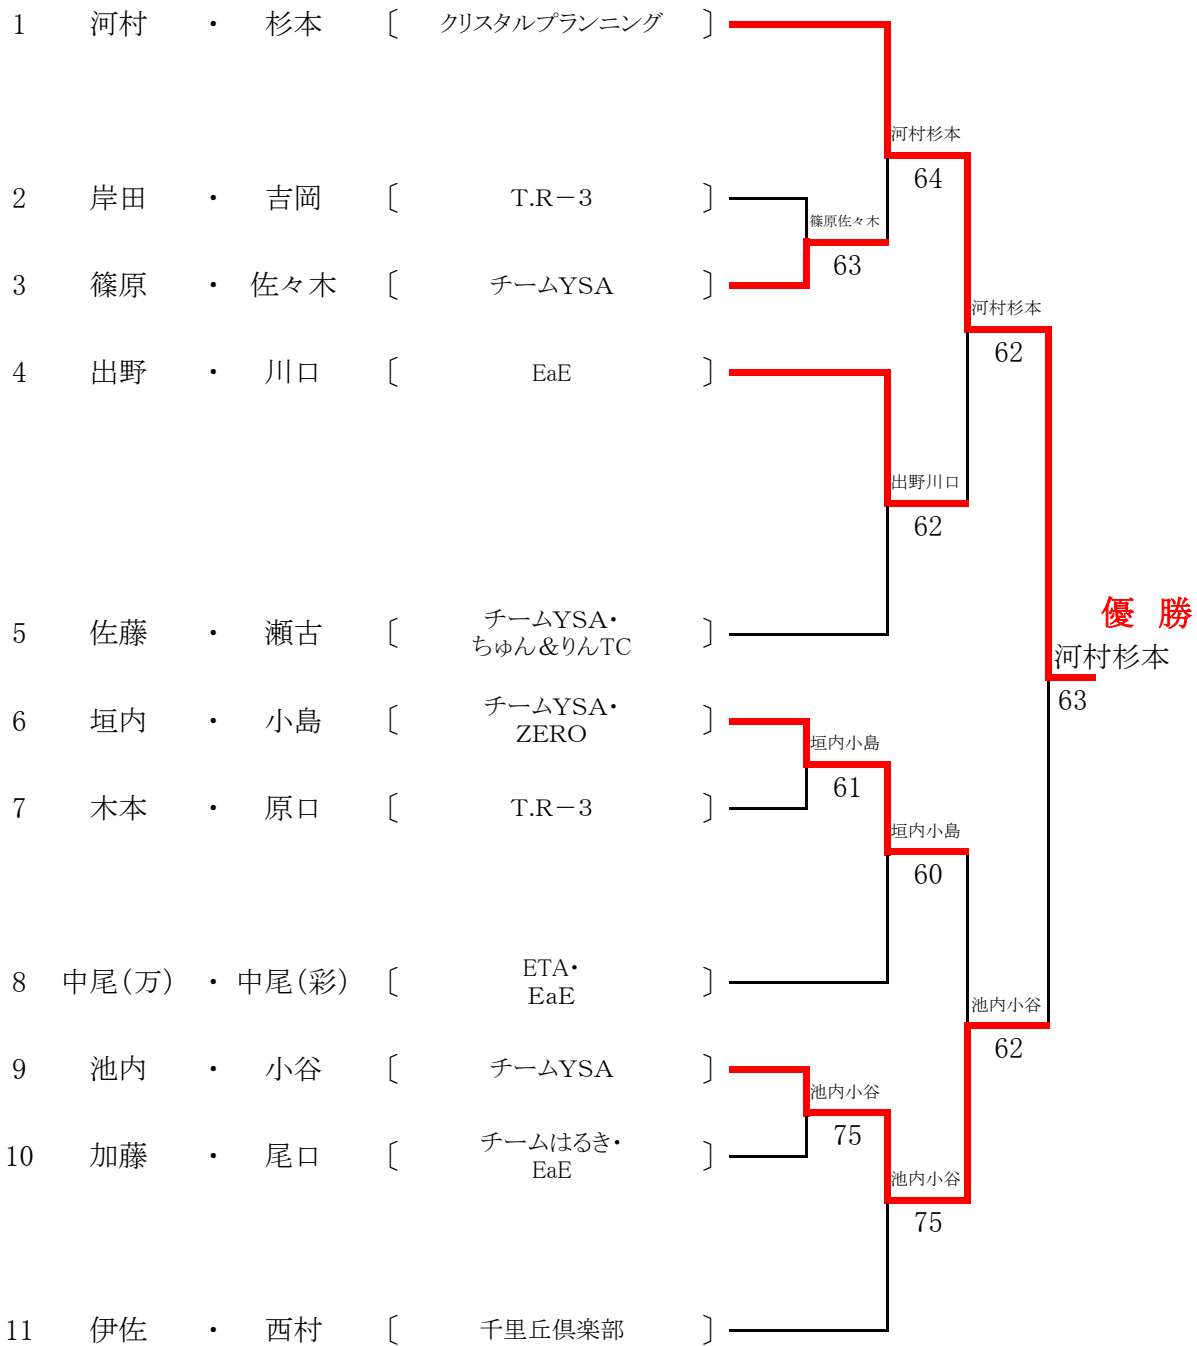 1 河村 ・ 杉本 〔 クリスタルプランニング 〕
河村杉本
64
2 岸田 ・ 吉岡 〔 T.R－3 〕
篠原佐々木
63
3 篠原 ・ 佐々木 〔 チームYSA 〕
河村杉本
62
4 出野 ・ 川口 〔 EaE 〕
出野川口
62
優 勝
5 佐藤 ・ 瀬古 〔 チームYSA・
ちゅん＆りんTC 〕
河村杉本
63
6 垣内 ・ 小島 〔 チームYSA・
ZERO 〕
垣内小島
61
7 木本 ・ 原口 〔 T.R－3 〕
垣内小島
60
8 中尾(万) ・ 中尾(彩) 〔 ETA・
EaE 〕
池内小谷
62
9 池内 ・ 小谷 〔 チームYSA 〕
池内小谷
75
10 加藤 ・ 尾口 〔 チームはるき・
EaE 〕
池内小谷
75
11 伊佐 ・ 西村 〔 千里丘倶楽部 〕